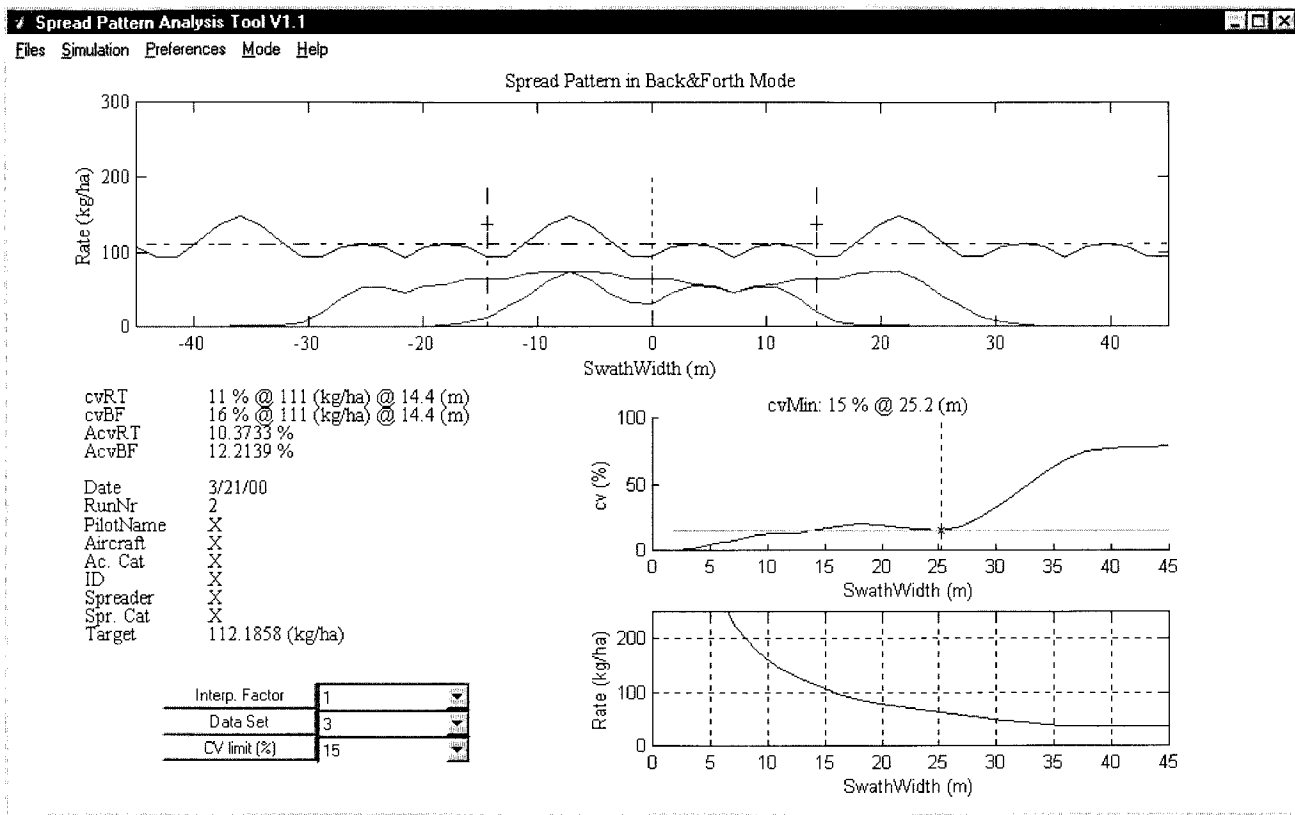 Spread Pattern Analysis Tool V1.1
Files Simulation Preferences Mode Help
Spread Pattern in Back&Forth Mode
300
200
100
0
Rate (kg/ha)
-40 -30 -20 -10 0 10 20 30 40
SwathWidth (m)
cvRT 11 % @ 111 (kg/ha) @ 14.4 (m)
cvBF 16 % @ 111 (kg/ha) @ 14.4 (m)
AcvRT 10.3733 %
AcvBF 12.2139 %
Date 3/21/00
RunNr 2
PilotName X
Aircraft X
Ac. Cat X
ID X
Spreader X
Spr. Cat X
Target 112.1858 (kg/ha)
Interp. Factor 1
Data Set 3
CV limit (%) 15
cvMin: 15 % @ 25.2 (m)
100
50
0
cv (%)
0 5 10 15 20 25 30 35 40 45
SwathWidth (m)
200
100
0
Rate (kg/ha)
0 5 10 15 20 25 30 35 40 45
SwathWidth (m)